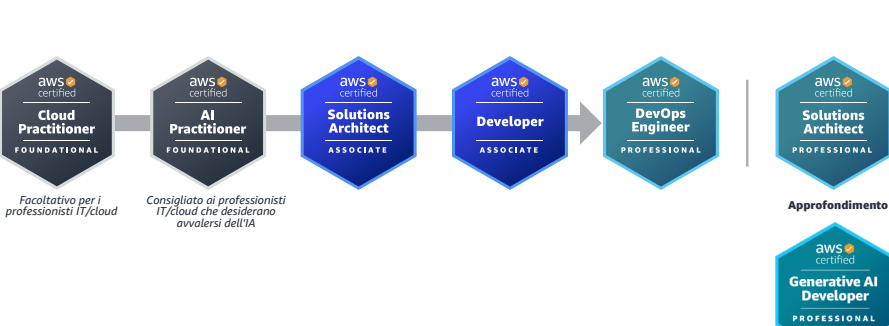 aws
certified
Cloud
Practitioner
FOUNDATIONAL
Facoltativo per i
professionisti IT/cloud
aws
certified
AI
Practitioner
FOUNDATIONAL
Consigliato ai professionisti
IT/cloud che desiderano
avvalersi dell'IA
aws
certified
Solutions
Architect
ASSOCIATE
aws
certified
Developer
ASSOCIATE
aws
certified
DevOps
Engineer
PROFESSIONAL
aws
certified
Solutions
Architect
PROFESSIONAL
Approfondimento
aws
certified
Generative AI
Developer
PROFESSIONAL